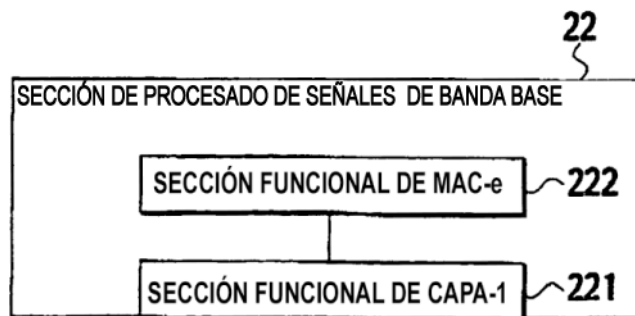 22
SECCIÓN DE PROCESADO DE SEÑALES DE BANDA BASE
SECCIÓN FUNCIONAL DE MAC-e
222
SECCIÓN FUNCIONAL DE CAPA-1
221